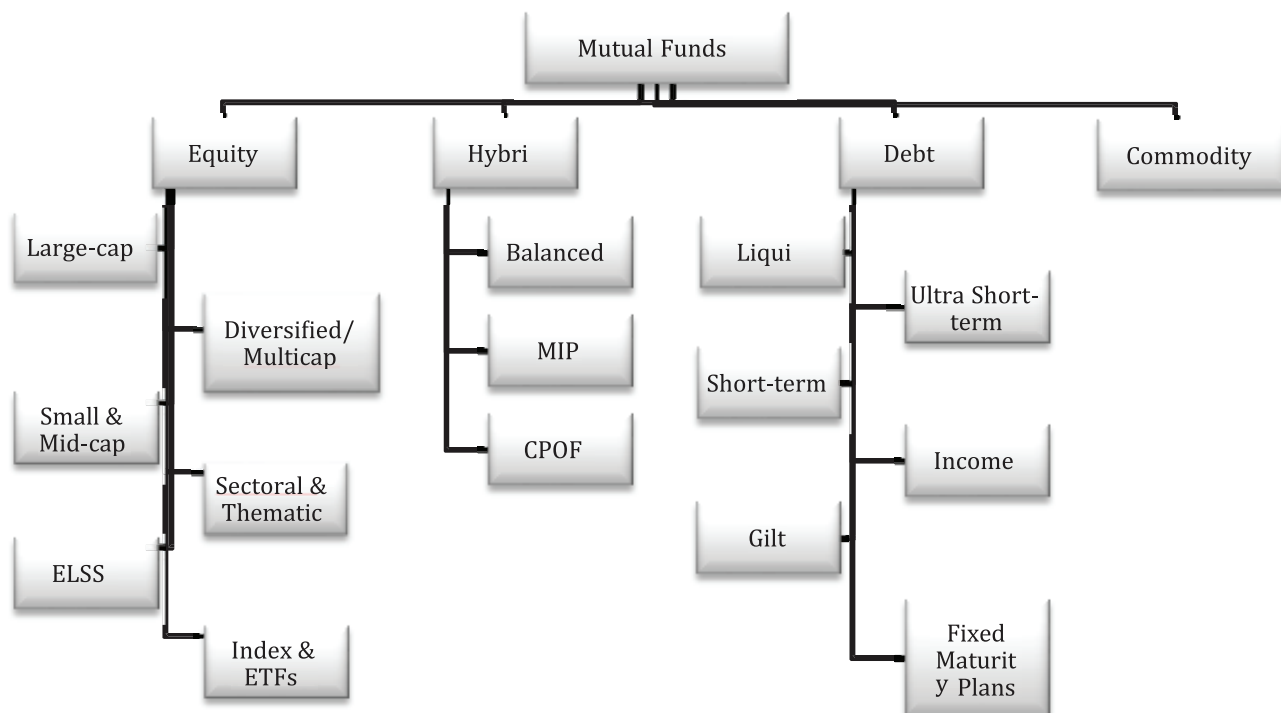 Mutual Funds
Equity
Hybri
Debt
Commodity
Large-cap
Diversified/
Multicap
Small &
Mid-cap
Sectoral &
Thematic
ELSS
Index &
ETFs
Balanced
MIP
CPOF
Liqui
Ultra Short-
term
Short-term
Income
Gilt
Fixed
Maturit
y Plans